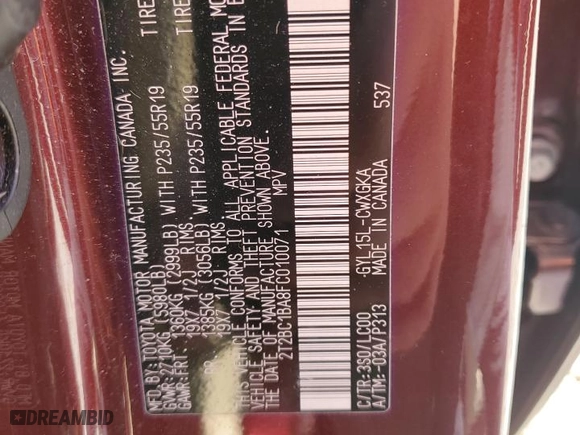 MFD. BY: TOYOTA MOTOR MANUFACTURING CANADA, INC.
GVWR: 2710KG (5980LB) TIRE
GAWR: FRT. 1360KG (2999LB) WITH P235/55R19
19X7 1/2J RIMS, TIRE
RR. 1385KG (3056LB) WITH P235/55R19
19X7 1/2J RIMS,
THIS VEHICLE CONFORMS TO ALL APPLICABLE FEDERAL MO
VEHICLE SAFETY AND THEFT PREVENTION STANDARDS IN E
THE DATE OF MANUFACTURE SHOWN ABOVE.
2T2BC1BA8FC010071 MPV
C/TR:3S0/LC00 GYL15L-CWXGKA
A/TM:-03A/P313 MADE IN CANADA 537
DREAMBID